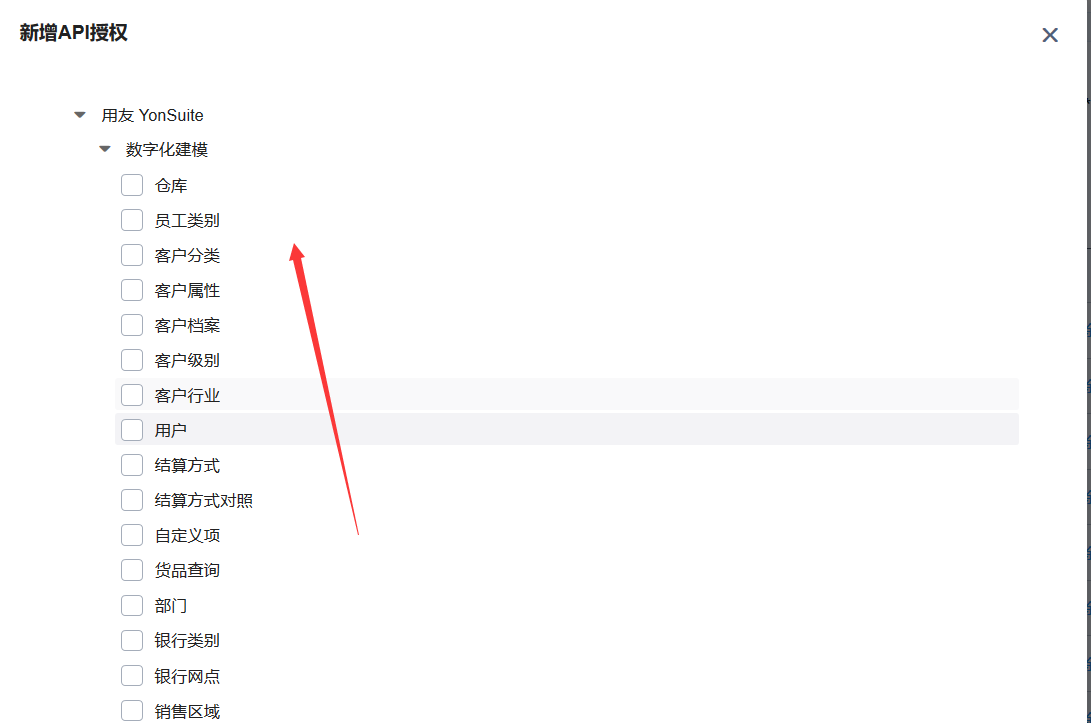 新增API授权
用友 YonSuite
数字化建模
仓库
员工类别
客户分类
客户属性
客户档案
客户级别
客户行业
用户
结算方式
结算方式对照
自定义项
货品查询
部门
银行类别
银行网点
销售区域